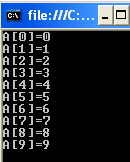 file:///C:...
A[0]=0
A[1]=1
A[2]=2
A[3]=3
A[4]=4
A[5]=5
A[6]=6
A[7]=7
A[8]=8
A[9]=9